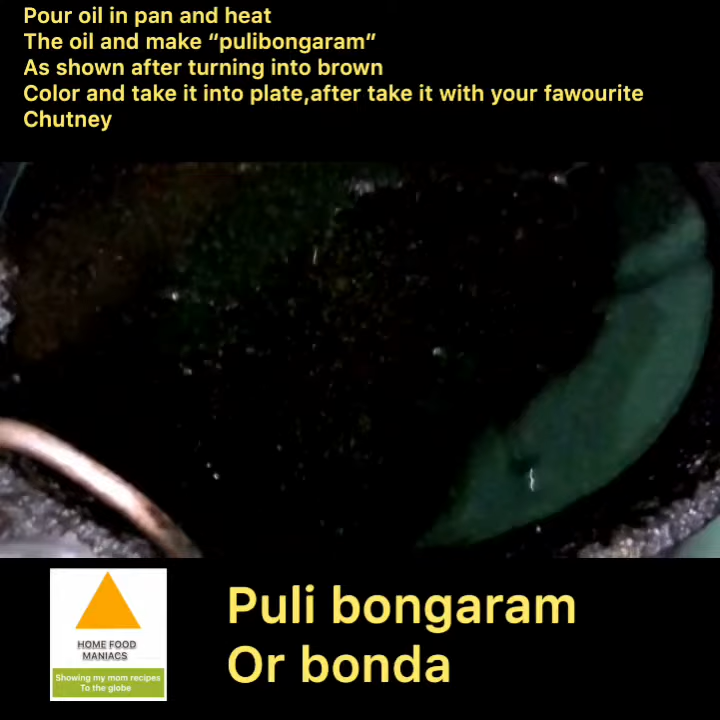 Pour oil in pan and heat
The oil and make “pulibongaram”
As shown after turning into brown
Color and take it into plate,after take it with your fawourite
Chutney
HOME FOOD
MANIACS
Showing my mom recipes
To the globe
Puli bongaram
Or bonda